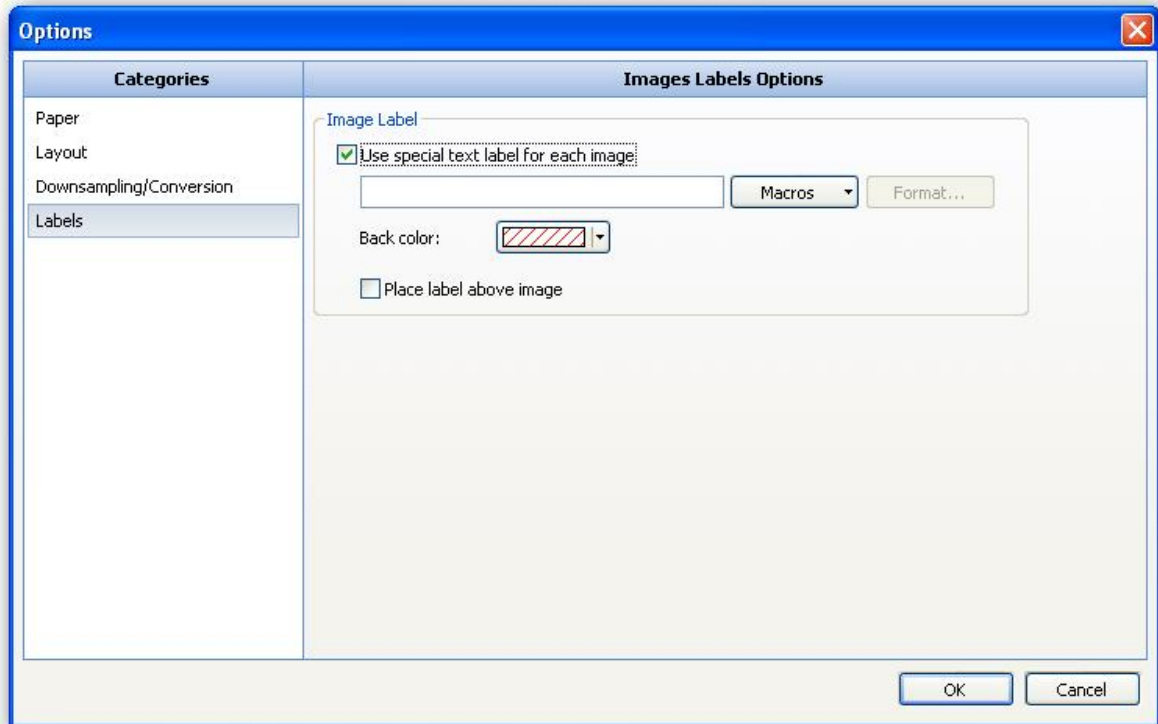 Options
Categories
Images Labels Options
Paper
Layout
Downsampling/Conversion
Labels
Image Label
Use special text label for each image
Macros
Format...
Back color:
Place label above image
OK
Cancel